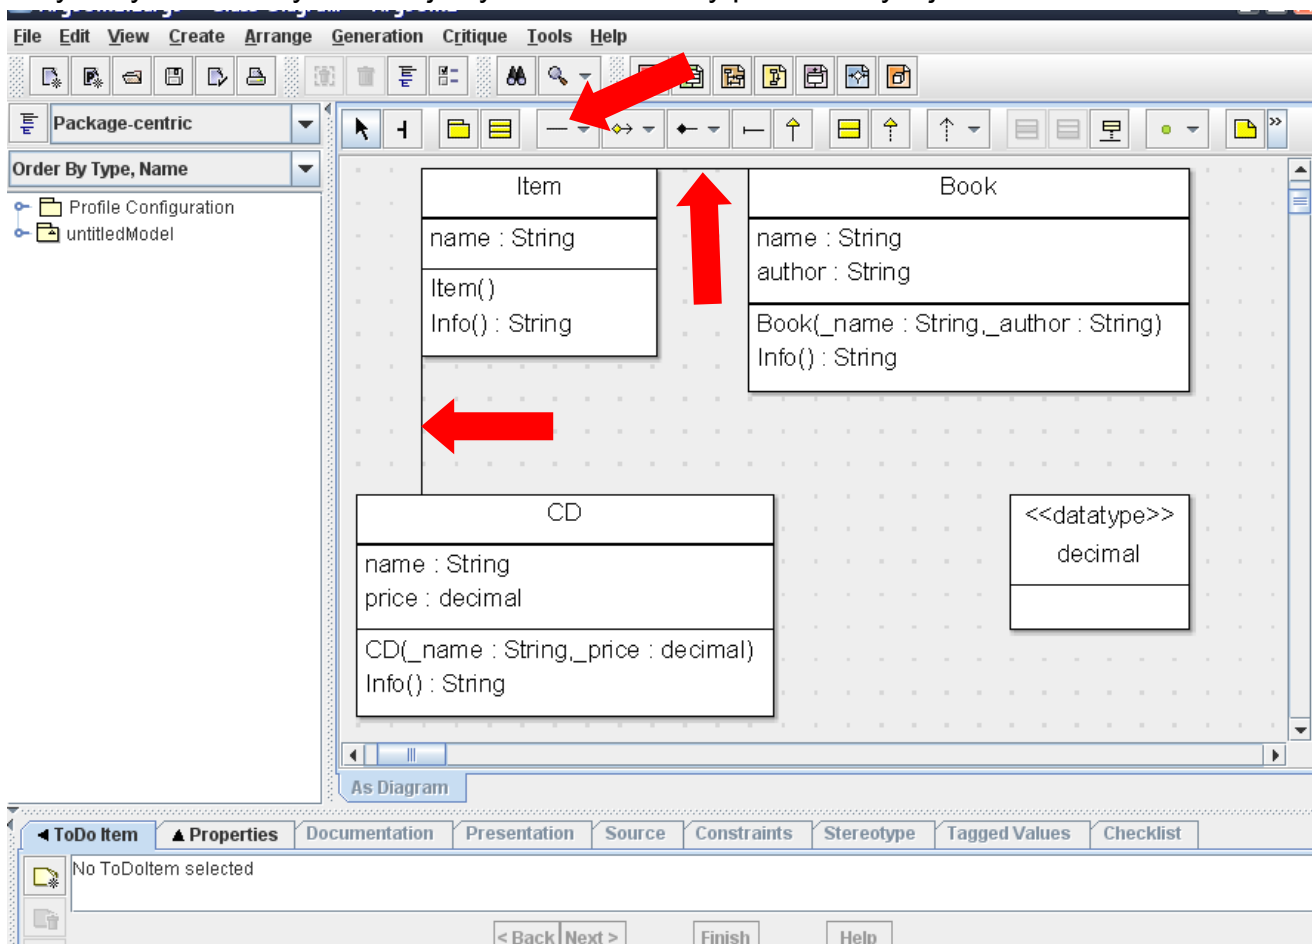 File Edit View Create Arrange Generation Critique Tools Help
Package-centric
Order By Type, Name
Profile Configuration
untitledModel
Item
name : String
Item()
Info() : String
Book
name : String
author : String
Book(_name : String,_author : String)
Info() : String
CD
name : String
price : decimal
CD(_name : String,_price : decimal)
Info() : String
<<datatype>>
decimal
As Diagram
ToDo Item Properties Documentation Presentation Source Constraints Stereotype Tagged Values Checklist
No ToDoItem selected
< Back Next > Finish Help